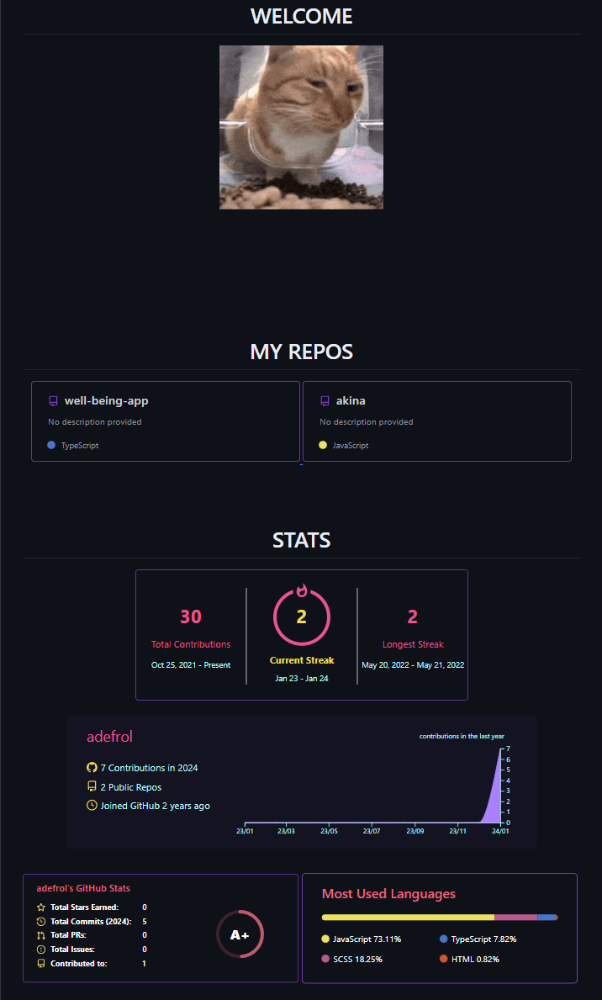 WELCOME
MY REPOS
well-being-app
No description provided
TypeScript
akina
No description provided
JavaScript
STATS
30
Total Contributions
Oct 25, 2021 - Present
2
Current Streak
Jan 23 - Jan 24
2
Longest Streak
May 20, 2022 - May 21, 2022
adefrol
7 Contributions in 2024
2 Public Repos
Joined GitHub 2 years ago
contributions in the last year
7
6
5
4
3
2
1
0
23/01 23/03 23/05 23/07 23/09 23/11 24/01
adefrol's GitHub Stats
Total Stars Earned: 0
Total Commits (2024): 5
Total PRs: 0
Total Issues: 0
Contributed to: 1
A+
Most Used Languages
JavaScript 73.11% TypeScript 7.82%
SCSS 18.25% HTML 0.82%